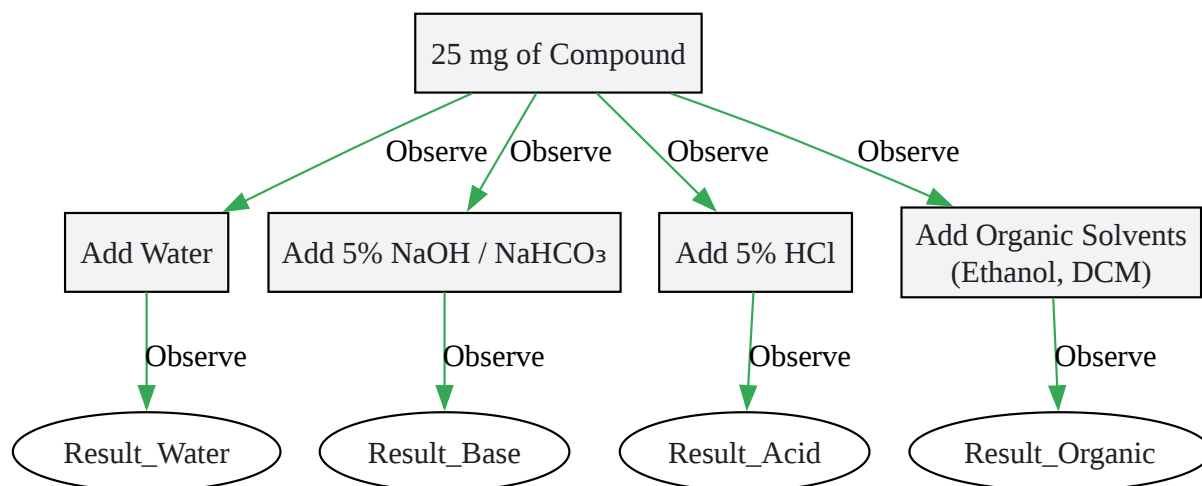 25 mg of Compound
Observe
Observe
Observe
Observe
Add Water
Add 5% NaOH / NaHCO₃
Add 5% HCl
Add Organic Solvents
(Ethanol, DCM)
Observe
Observe
Observe
Observe
Result_Water
Result_Base
Result_Acid
Result_Organic